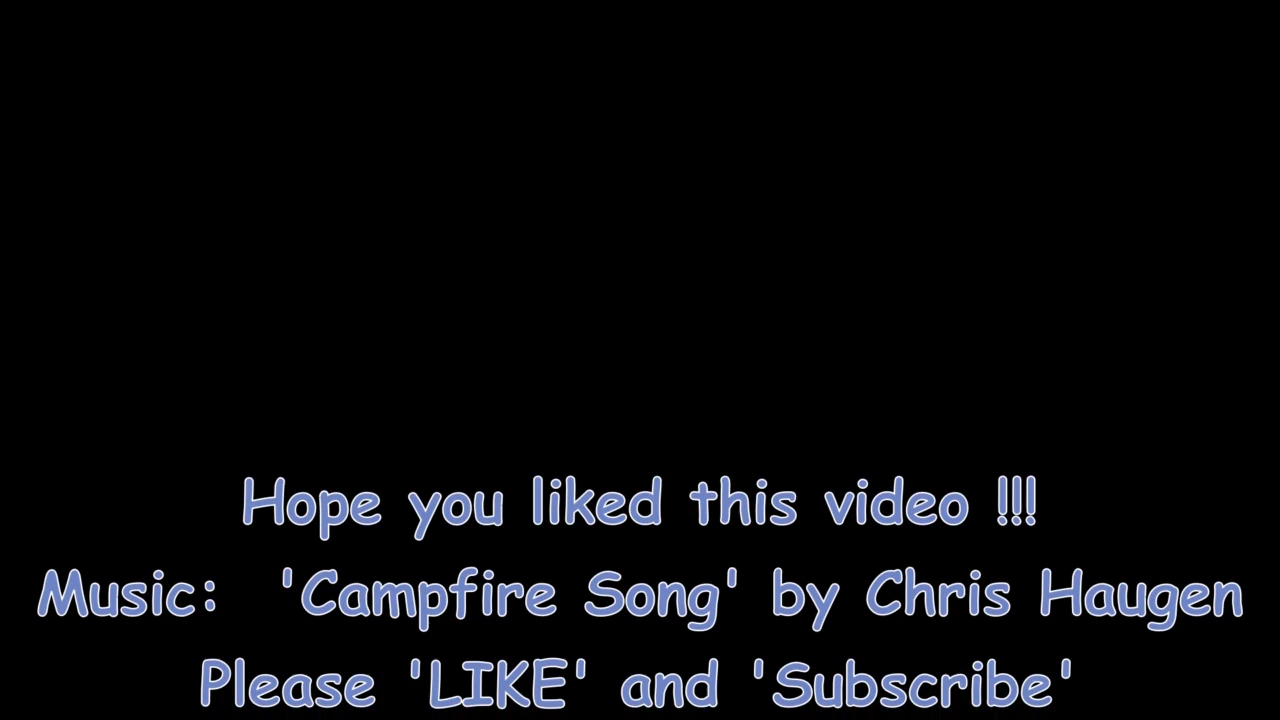 Hope you liked this video !!!
Music:  'Campfire Song' by Chris Haugen
Please 'LIKE' and 'Subscribe'